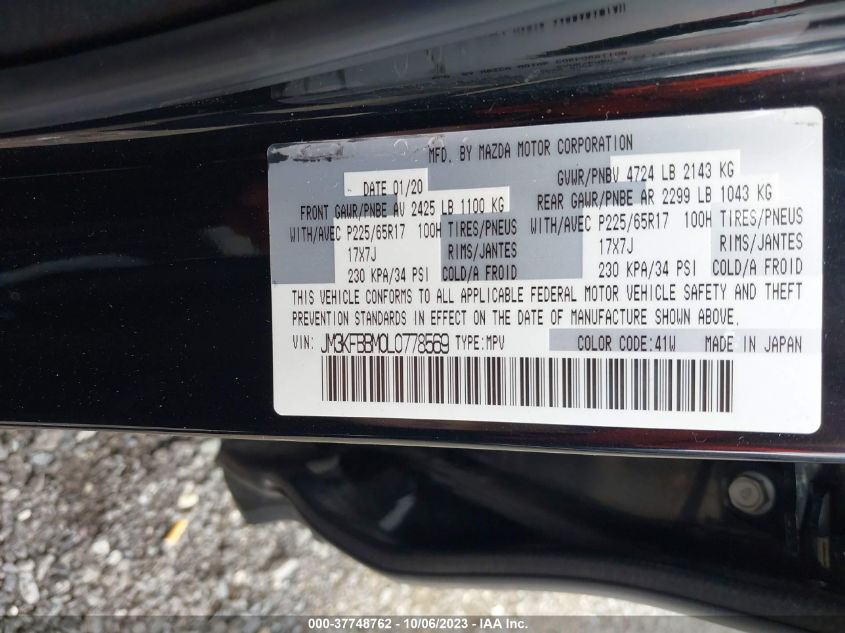 MFD. BY MAZDA MOTOR CORPORATION
DATE 01/20
GVWR/PNBV 4724 LB 2143 KG
FRONT GAWR/PNBE AV 2425 LB 1100 KG
REAR GAWR/PNBE AR 2299 LB 1043 KG
WITH/AVEC P225/65R17 100H TIRES/PNEUS
WITH/AVEC P225/65R17 100H TIRES/PNEUS
17X7J RIMS/JANTES
17X7J RIMS/JANTES
230 KPA/34 PSI COLD/A FROID
230 KPA/34 PSI COLD/A FROID
THIS VEHICLE CONFORMS TO ALL APPLICABLE FEDERAL MOTOR VEHICLE SAFETY AND THEFT
PREVENTION STANDARDS IN EFFECT ON THE DATE OF MANUFACTURE SHOWN ABOVE.
VIN: JM3KFBBM0L0778569 TYPE:MPV COLOR CODE:41W MADE IN JAPAN
000-37748762 - 10/06/2023 - IAA Inc.